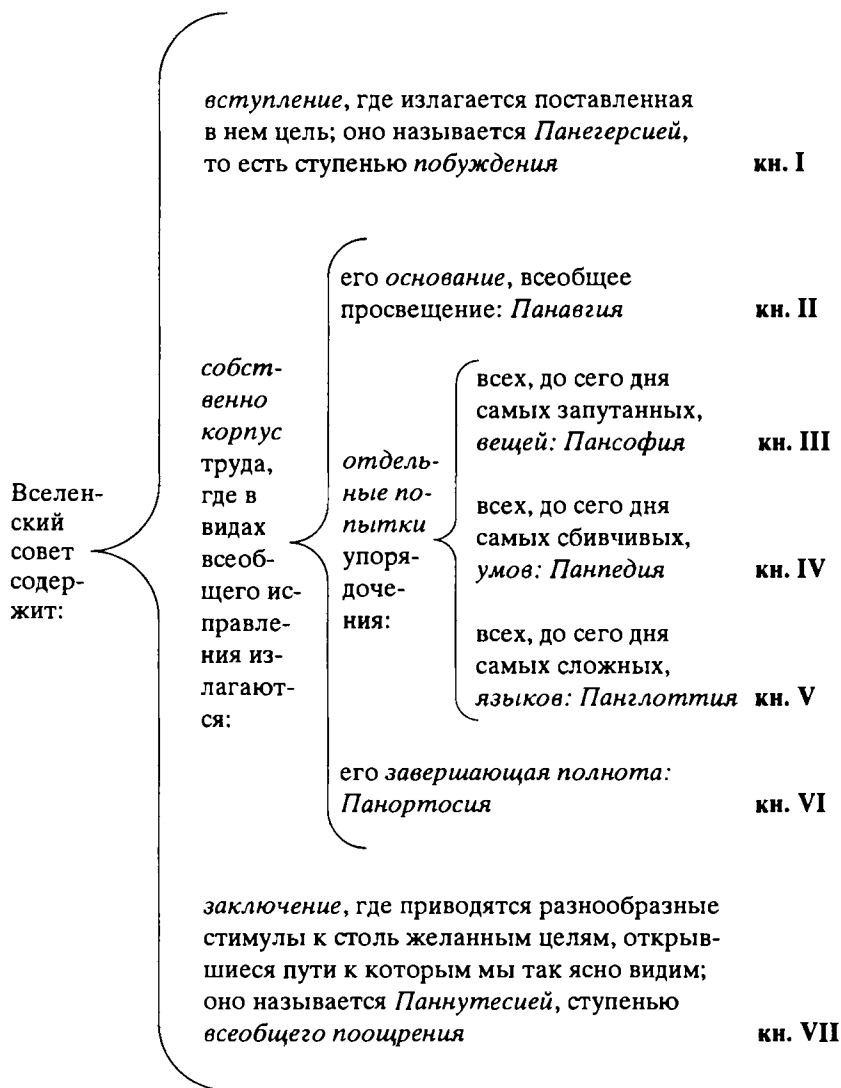 вступление, где излагается поставленная
в нем цель; оно называется Панегерсией,
то есть ступенью побуждения кн. I
Вселен-
ский
совет
содер-
жит:
собст-
венно
корпус
труда,
где в
видах
всеоб-
щего ис-
правле-
ния из-
лагают-
ся:
его основание, всеобщее
просвещение: Панавгия кн. II
отдель-
ные по-
пытки
упоря-
доче-
ния:
всех, до сего дня
самых запутанных,
вещей: Пансофия кн. III
всех, до сего дня
самых сбивчивых,
умов: Панпедия кн. IV
всех, до сего дня
самых сложных,
языков: Панглоттия кн. V
его завершающая полнота:
Панортосия кн. VI
заключение, где приводятся разнообразные
стимулы к столь желанным целям, открыв-
шиеся пути к которым мы так ясно видим;
оно называется Паннутесией, ступенью
всеобщего поощрения кн. VII